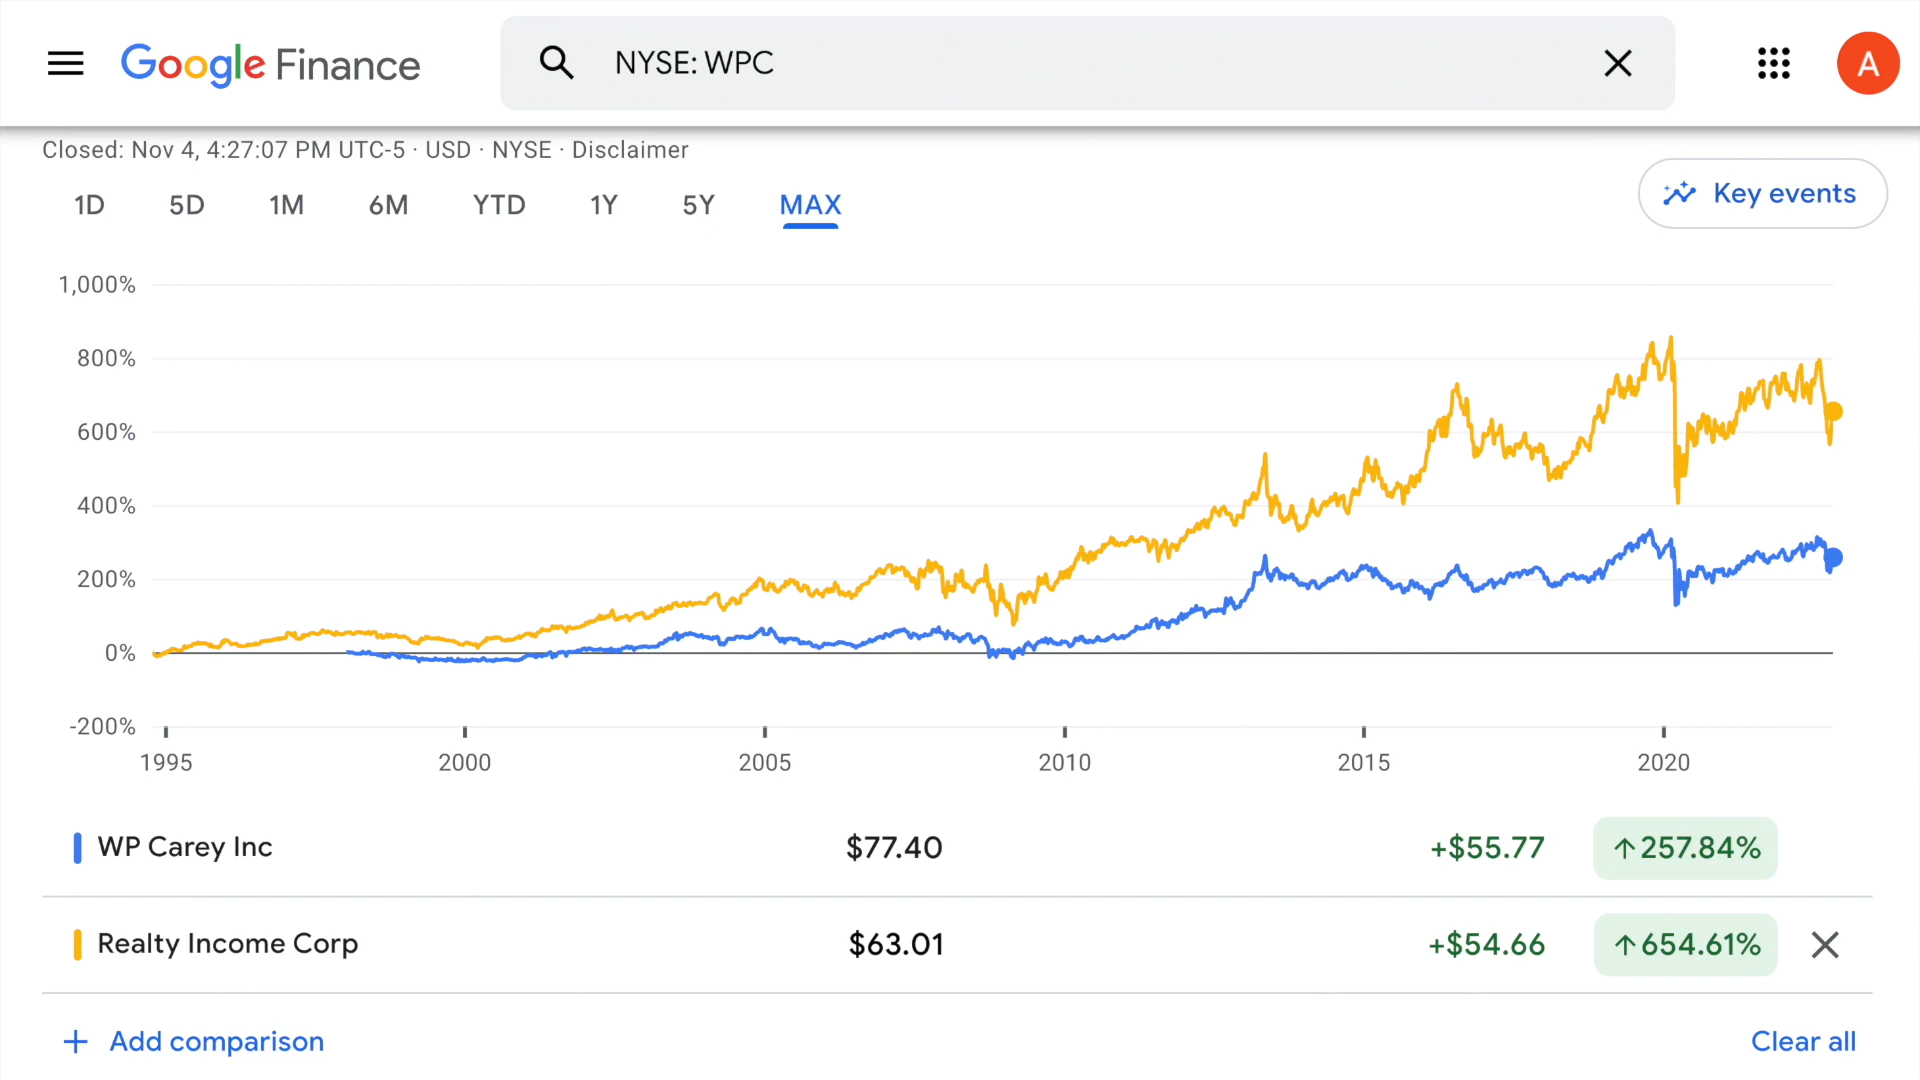 Google Finance
NYSE: WPC
A
Closed: Nov 4, 4:27:07 PM UTC-5 · USD · NYSE · Disclaimer
1D 5D 1M 6M YTD 1Y 5Y MAX
Key events
1,000%
800%
600%
400%
200%
0%
-200%
1995 2000 2005 2010 2015 2020
WP Carey Inc $77.40 +$55.77 ↑257.84%
Realty Income Corp $63.01 +$54.66 ↑654.61%
+ Add comparison Clear all